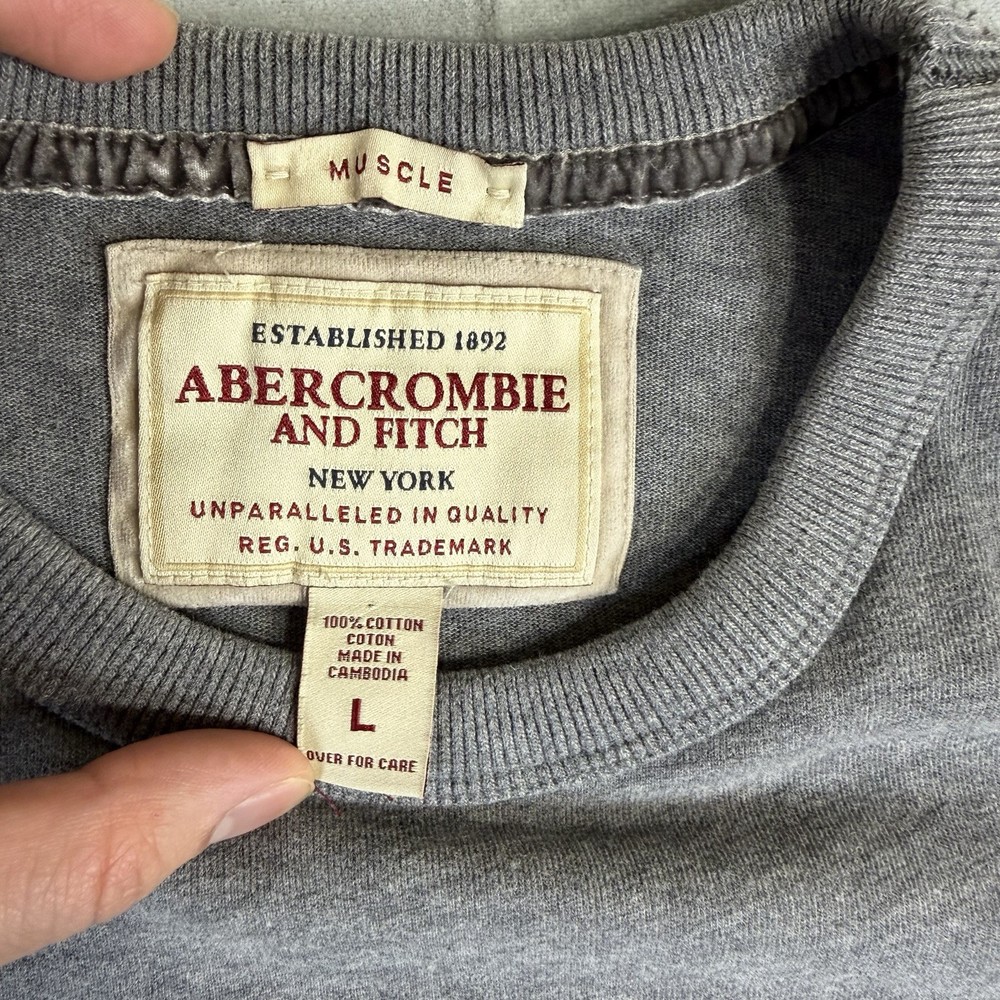 MUSCLE
ESTABLISHED 1892
ABERCROMBIE
AND FITCH
NEW YORK
UNPARALLELED IN QUALITY
REG. U.S. TRADEMARK
100% COTTON
COTON
MADE IN
CAMBODIA
L
OVER FOR CARE